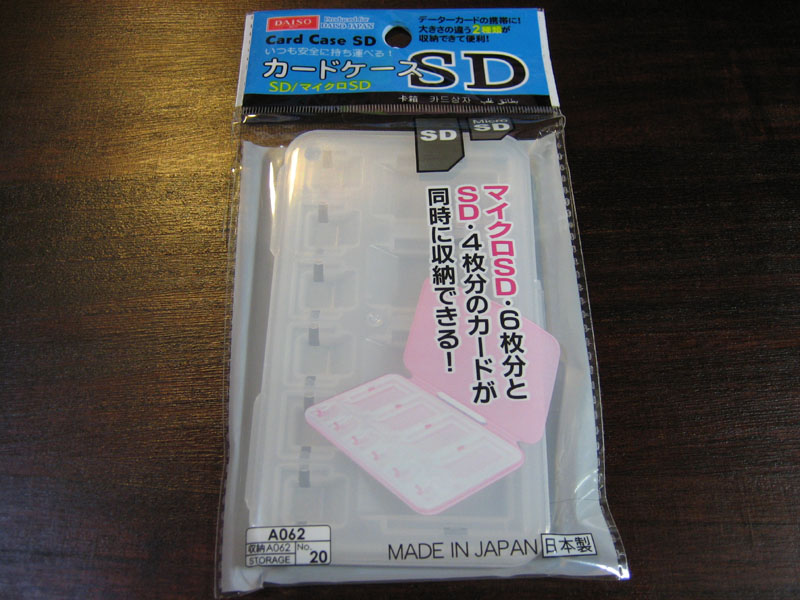 DAISO
Produced for
DAISO JAPAN
Card Case SD
いつも安全に持ち運べる!
カードケースSD
SD/マイクロSD
データーカードの携帯に!
大きさの違う2種類が
収納できて便利!
卡箱 카드상자
SD
Micro
SD
マイクロSD・6枚分と
SD・4枚分のカードが
同時に収納できる!
A062
収納A062
STORAGE
No.
20
MADE IN JAPAN 日本製